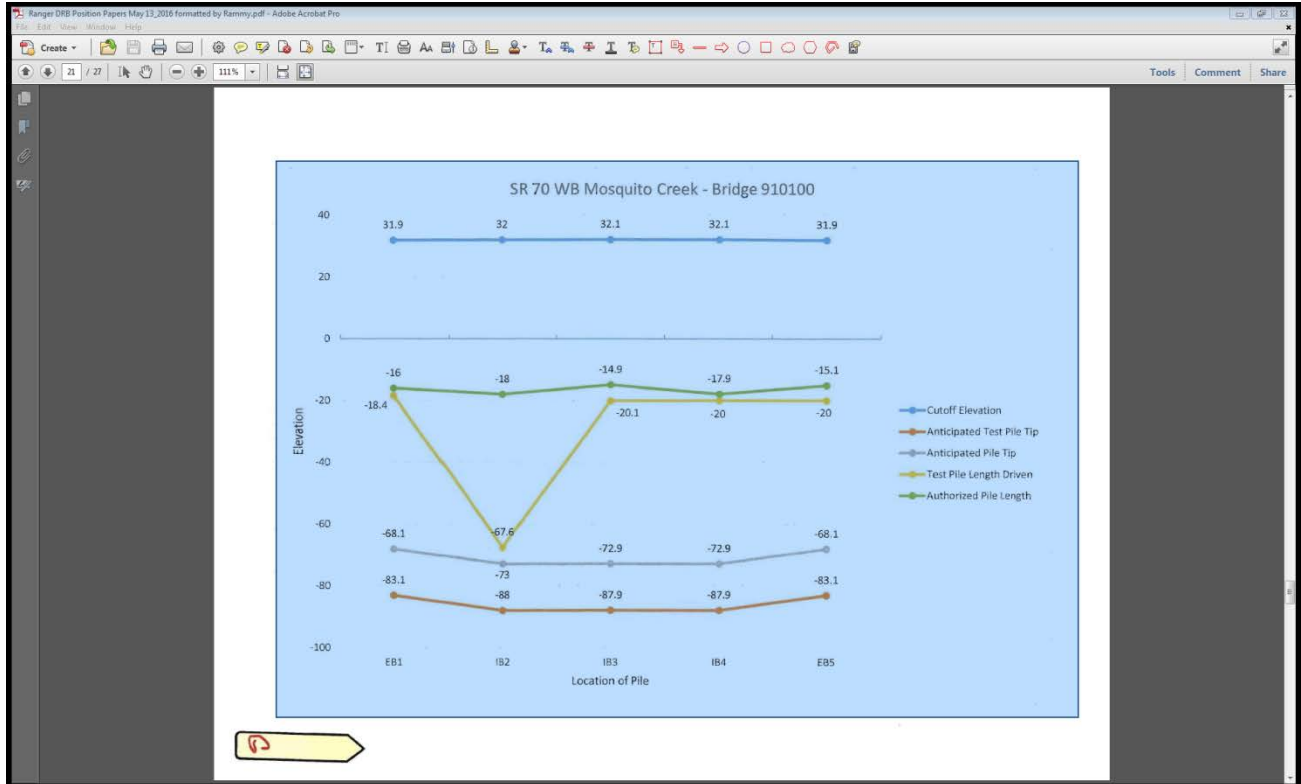 Ranger DRB Position Papers May 13_2016 formatted by Rammy.pdf - Adobe Acrobat Pro
File Edit View Window Help
Create
21 / 27 111% Tools Comment Share
SR 70 WB Mosquito Creek - Bridge 910100
40
31.9 32 32.1 32.1 31.9
20
0
-16 -18 -14.9 -17.9 -15.1
-20
-18.4 -20.1 -20 -20
Cutoff Elevation
Anticipated Test Pile Tip
Anticipated Pile Tip
Test Pile Length Driven
Authorized Pile Length
Elevation
-40
-60
-68.1 -67.6 -72.9 -72.9 -68.1
-73
-80
-83.1 -88 -87.9 -87.9 -83.1
-100
EB1 IB2 IB3 IB4 EB5
Location of Pile